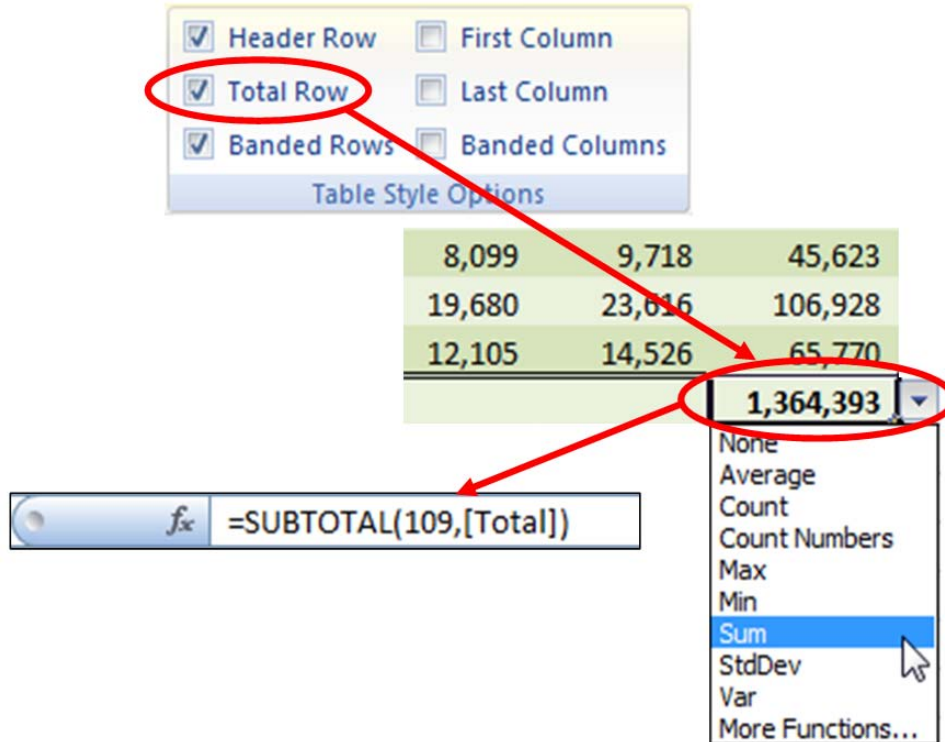 Header Row First Column
Total Row Last Column
Banded Rows Banded Columns
Table Style Options
8,099 9,718 45,623
19,680 23,616 106,928
12,105 14,526 65,770
1,364,393
None
Average
Count
Count Numbers
Max
Min
Sum
StdDev
Var
More Functions...
fx =SUBTOTAL(109,[Total])